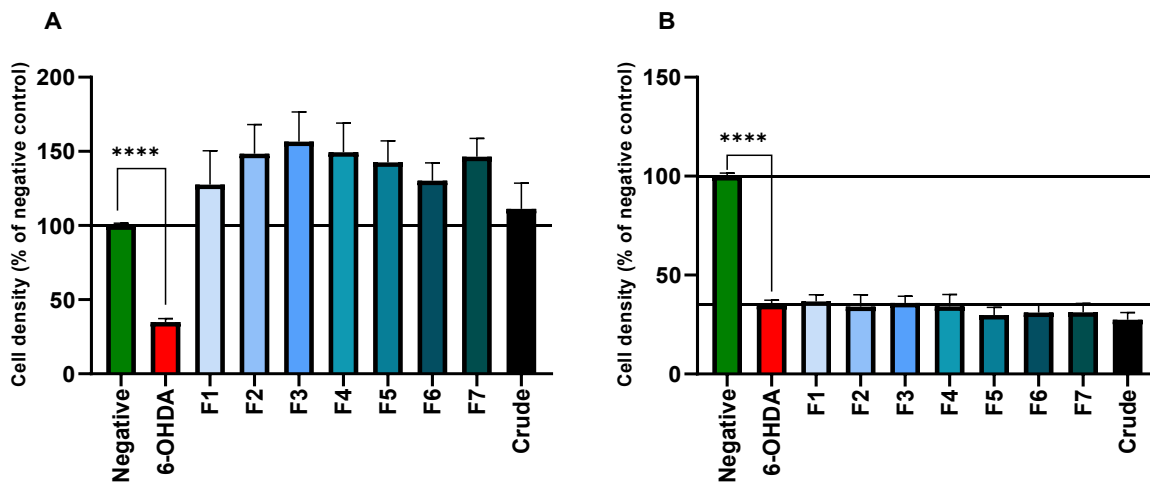 A
Cell density (% of negative control)
200
150
100
50
0
****
Negative
6-OHDA
F1
F2
F3
F4
F5
F6
F7
Crude
B
Cell density (% of negative control)
150
100
50
0
****
Negative
6-OHDA
F1
F2
F3
F4
F5
F6
F7
Crude